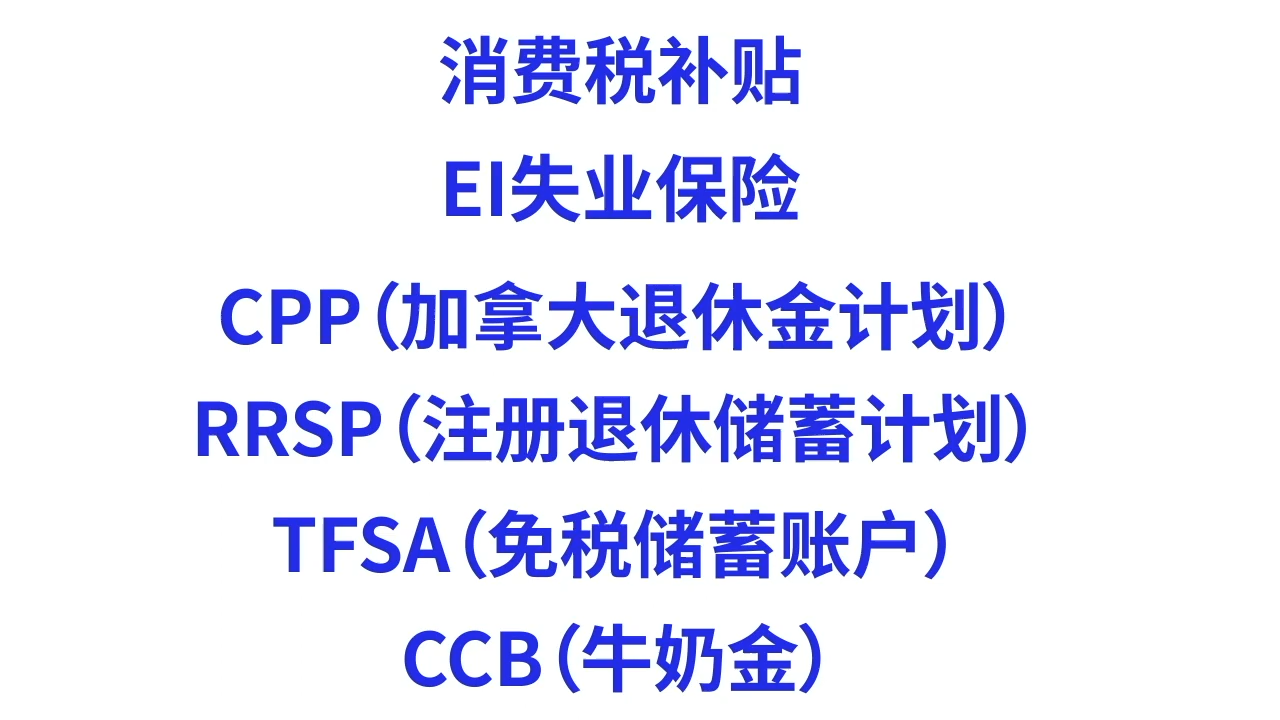 消费税补贴
EI失业保险
CPP（加拿大退休金计划）
RRSP（注册退休储蓄计划）
TFSA（免税储蓄账户）
CCB（牛奶金）